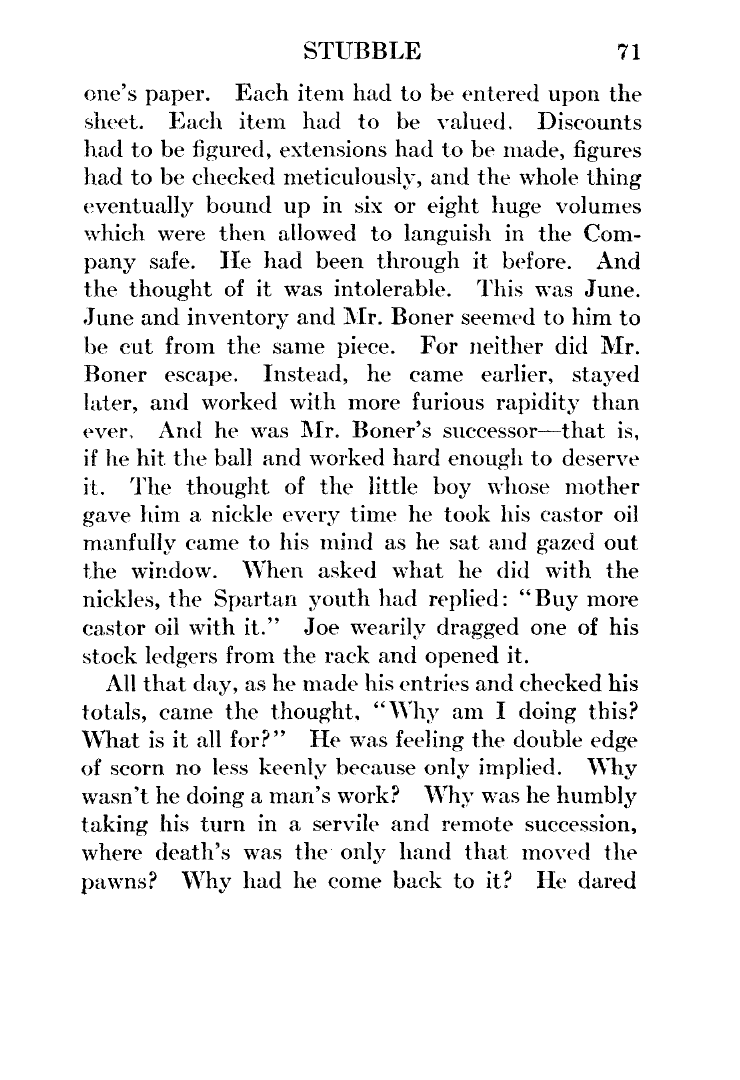 STUBBLE 71
one's paper. Each item had to be entered upon the
sheet. Each item had to be valued. Discounts
had to be figured, extensions had to be made, figures
had to be checked meticulously, and the whole thing
eventually bound up in six or eight huge volumes
which were then allowed to languish in the Com-
pany safe. He had been through it before. And
the thought of it was intolerable. This was June.
June and inventory and Mr. Boner seemed to him to
be cut from the same piece. For neither did Mr.
Boner escape. Instead, he came earlier, stayed
later, and worked with more furious rapidity than
ever. And he was Mr. Boner's successor—that is,
if he hit the ball and worked hard enough to deserve
it. The thought of the little boy whose mother
gave him a nickle every time he took his castor oil
manfully came to his mind as he sat and gazed out
the window. When asked what he did with the
nickles, the Spartan youth had replied: "Buy more
castor oil with it." Joe wearily dragged one of his
stock ledgers from the rack and opened it.
All that day, as he made his entries and checked his
totals, came the thought, "Why am I doing this?
What is it all for?" He was feeling the double edge
of scorn no less keenly because only implied. Why
wasn't he doing a man's work? Why was he humbly
taking his turn in a servile and remote succession,
where death's was the only hand that moved the
pawns? Why had he come back to it? He dared